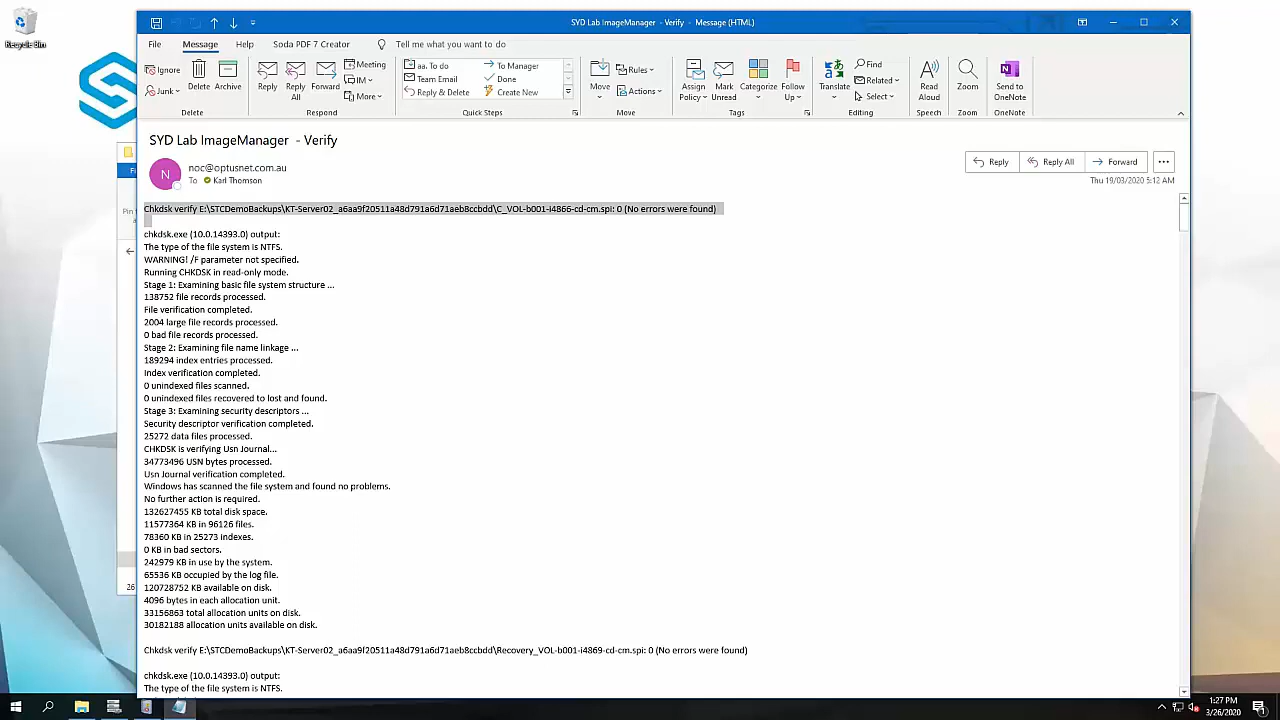 SYD Lab ImageManager - Verify - Message (HTML)
Recycle Bin
File Message Help Soda PDF 7 Creator Tell me what you want to do
Ignore
Junk
Delete
Archive
Delete
Reply
Reply All
Forward
Meeting
IM
More
Respond
aa. To do
To Manager
Team Email
Done
Reply & Delete
Create New
Quick Steps
Move
Rules
Actions
Move
Assign Policy
Mark Unread
Categorize
Follow Up
Tags
Translate
Find
Related
Select
Editing
Read Aloud
Speech
Zoom
Zoom
Send to OneNote
OneNote
SYD Lab ImageManager - Verify
N
noc@optusnet.com.au
To Karl Thomson
Reply Reply All Forward
Thu 19/03/2020 5:12 AM
Chkdsk verify E:\STCDemoBackups\KT-Server02_a6aa9f20511a48d791a6d71aeb8ccbdd\C_VOL-b001-i4866-cd-cm.spi: 0 (No errors were found)
chkdsk.exe (10.0.14393.0) output:
The type of the file system is NTFS.
WARNING! /F parameter not specified.
Running CHKDSK in read-only mode.
Stage 1: Examining basic file system structure ...
138752 file records processed.
File verification completed.
2004 large file records processed.
0 bad file records processed.
Stage 2: Examining file name linkage ...
189294 index entries processed.
Index verification completed.
0 unindexed files scanned.
0 unindexed files recovered to lost and found.
Stage 3: Examining security descriptors ...
Security descriptor verification completed.
25272 data files processed.
CHKDSK is verifying Usn Journal...
34773496 USN bytes processed.
Usn Journal verification completed.
Windows has scanned the file system and found no problems.
No further action is required.
132627455 KB total disk space.
11577364 KB in 96126 files.
78360 KB in 25273 indexes.
0 KB in bad sectors.
242979 KB in use by the system.
65536 KB occupied by the log file.
120728752 KB available on disk.
4096 bytes in each allocation unit.
33156863 total allocation units on disk.
30182188 allocation units available on disk.
Chkdsk verify E:\STCDemoBackups\KT-Server02_a6aa9f20511a48d791a6d71aeb8ccbdd\Recovery_VOL-b001-i4869-cd-cm.spi: 0 (No errors were found)
chkdsk.exe (10.0.14393.0) output:
The type of the file system is NTFS.
26
1:27 PM
3/26/2020